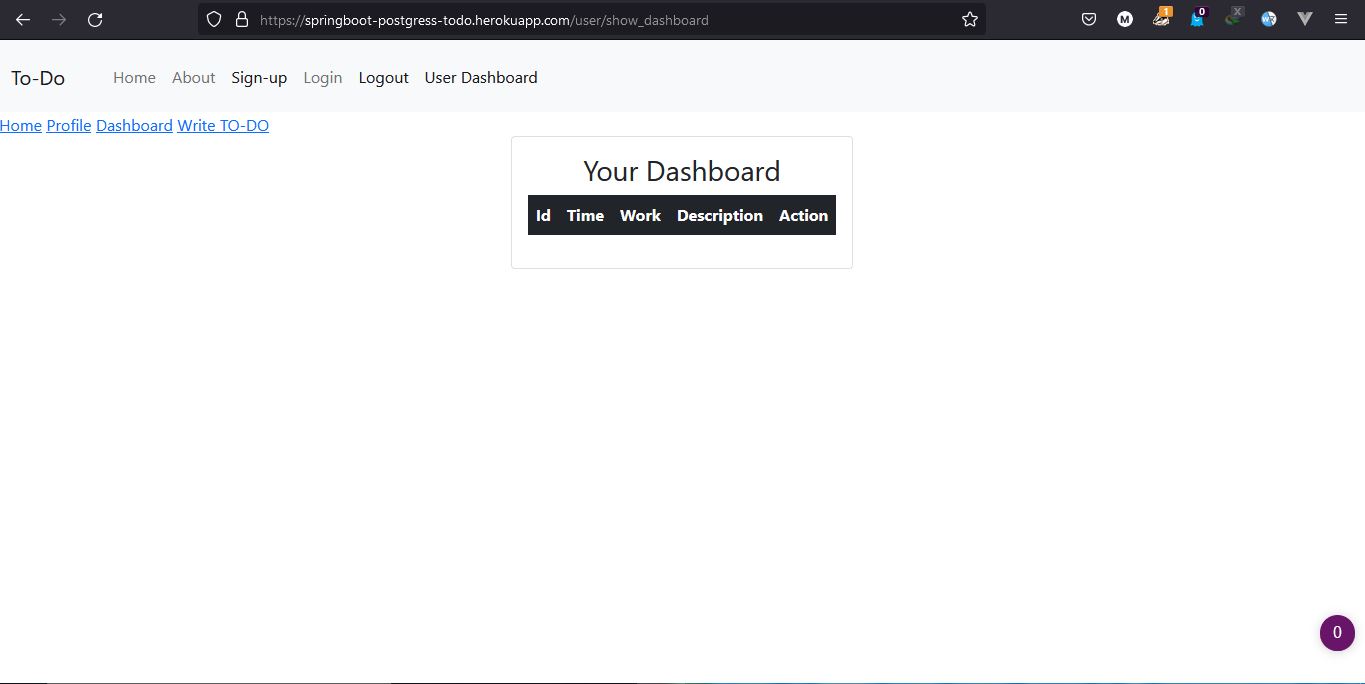 https://springboot-postgress-todo.herokuapp.com/user/show_dashboard
M 1 0 X
To-Do Home About Sign-up Login Logout User Dashboard
Home Profile Dashboard Write TO-DO
Your Dashboard
Id Time Work Description Action
0